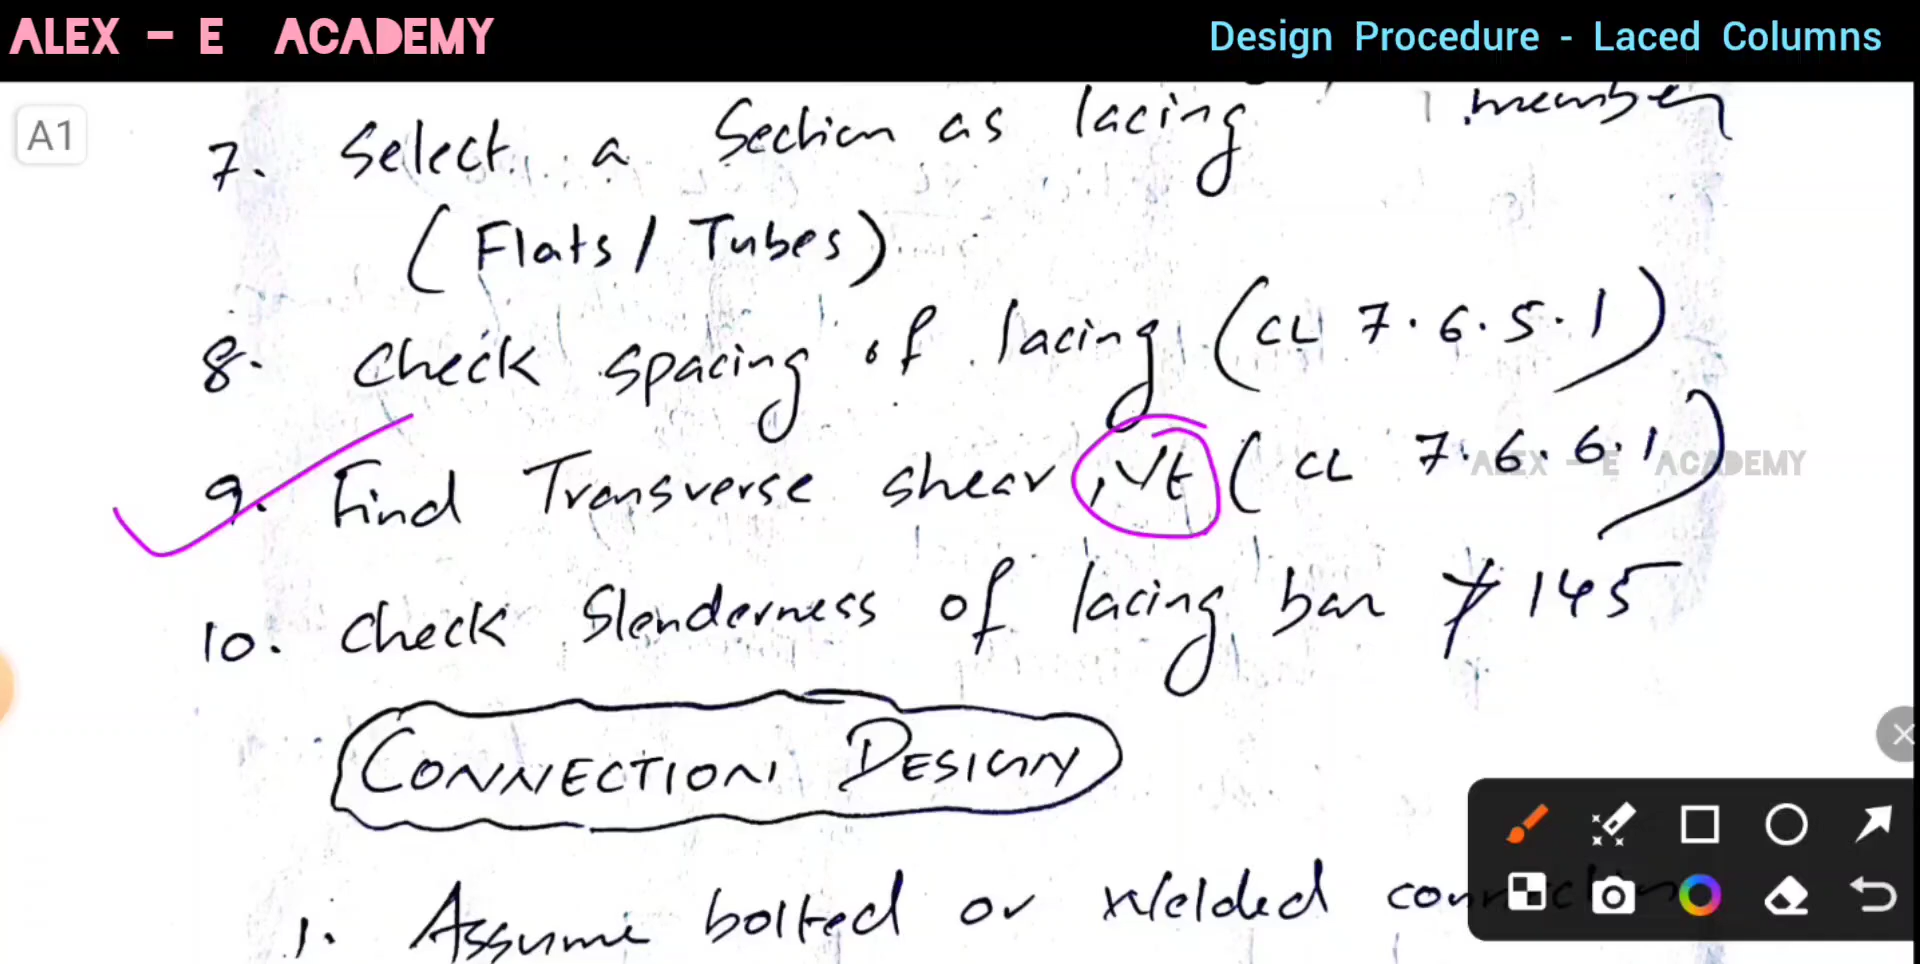 ALEX - E ACADEMY
Design Procedure - Laced Columns
A1
member
7. Select a Section as lacing
(Flats / Tubes)
8. Check spacing of lacing (CL 7.6.5.1)
9. Find Transverse shear, Vt (CL 7.6.6.1)
ALEX - E ACADEMY
10. Check Slenderness of lacing bar ≯ 145
CONNECTION DESIGN
1. Assume bolted or welded connection